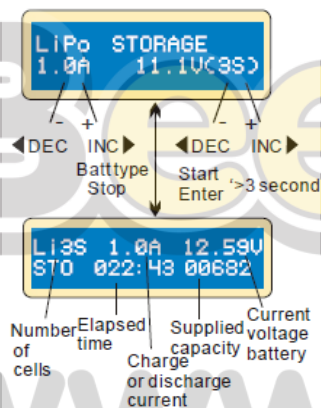 LiPo STORAGE
1.0A 11.1V(3S)
- + - +
◀DEC INC▶ ◀DEC INC▶
Batt type
Stop
Start
Enter
'>3 second
Li3S 1.0A 12.59V
STO 022:43 00682
Number
of
cells
Elapsed
time
Charge
or discharge
current
Supplied
capacity
Current
voltage
battery